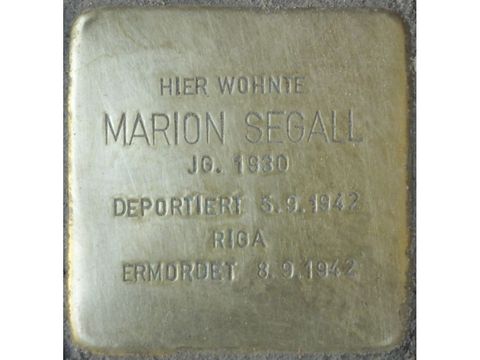 HIER WOHNTE
MARION SEGALL
JG. 1930
DEPORTIERT 5.9.1942
RIGA
ERMORDET 8.9.1942